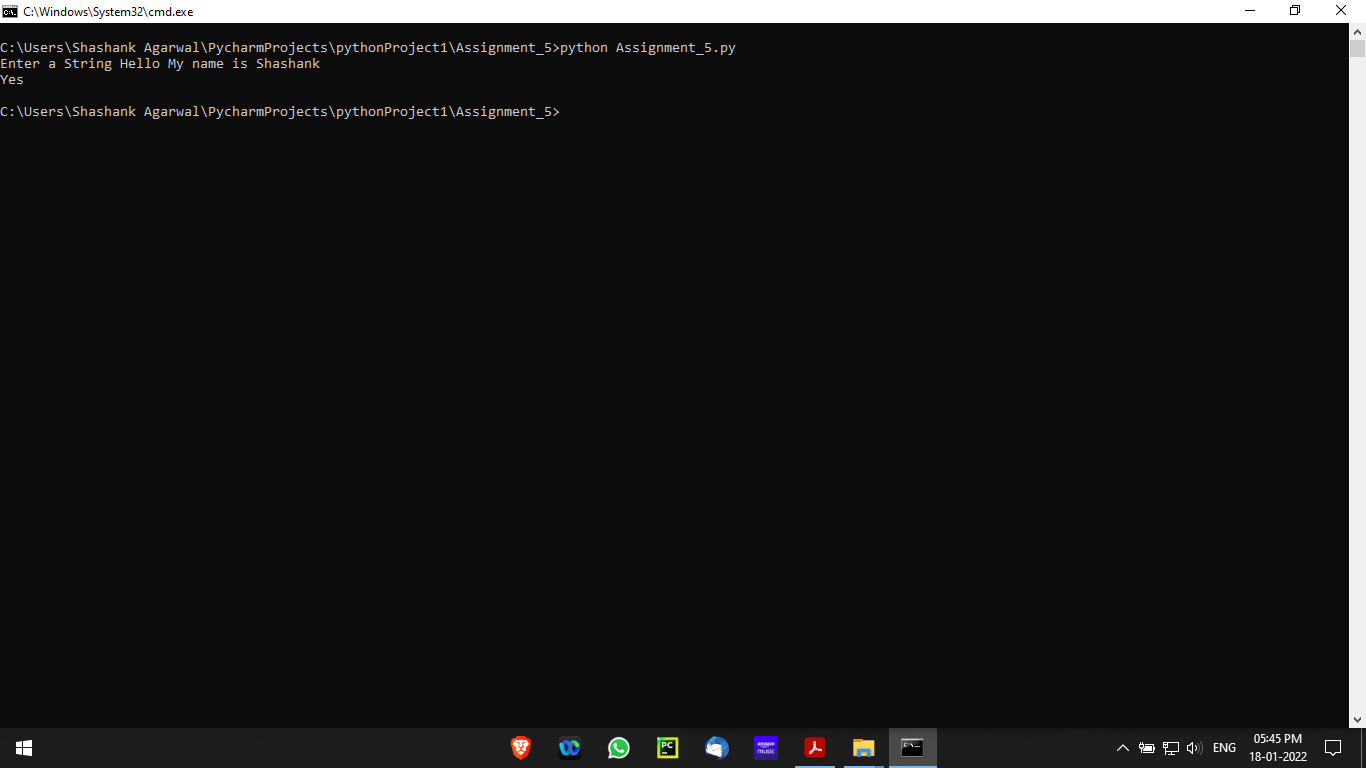 C:\Windows\System32\cmd.exe
C:\Users\Shashank Agarwal\PycharmProjects\pythonProject1\Assignment_5>python Assignment_5.py
Enter a String Hello My name is Shashank
Yes
C:\Users\Shashank Agarwal\PycharmProjects\pythonProject1\Assignment_5>
PC
amazon music
C:\_
ENG
05:45 PM
18-01-2022